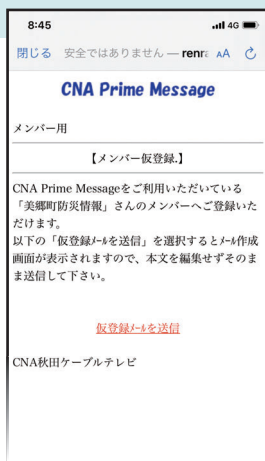 8:45
4G
閉じる 安全ではありません — renra AA
CNA Prime Message
メンバー用
【メンバー仮登録.】
CNA Prime Messageをご利用いただいている
「美郷町防災情報」さんのメンバーへご登録いた
だけます。
以下の「仮登録ﾒｰﾙを送信」を選択するとﾒｰﾙ作成
画面が表示されますので、本文を編集せずそのま
ま送信して下さい。
仮登録ﾒｰﾙを送信
CNA秋田ケーブルテレビ